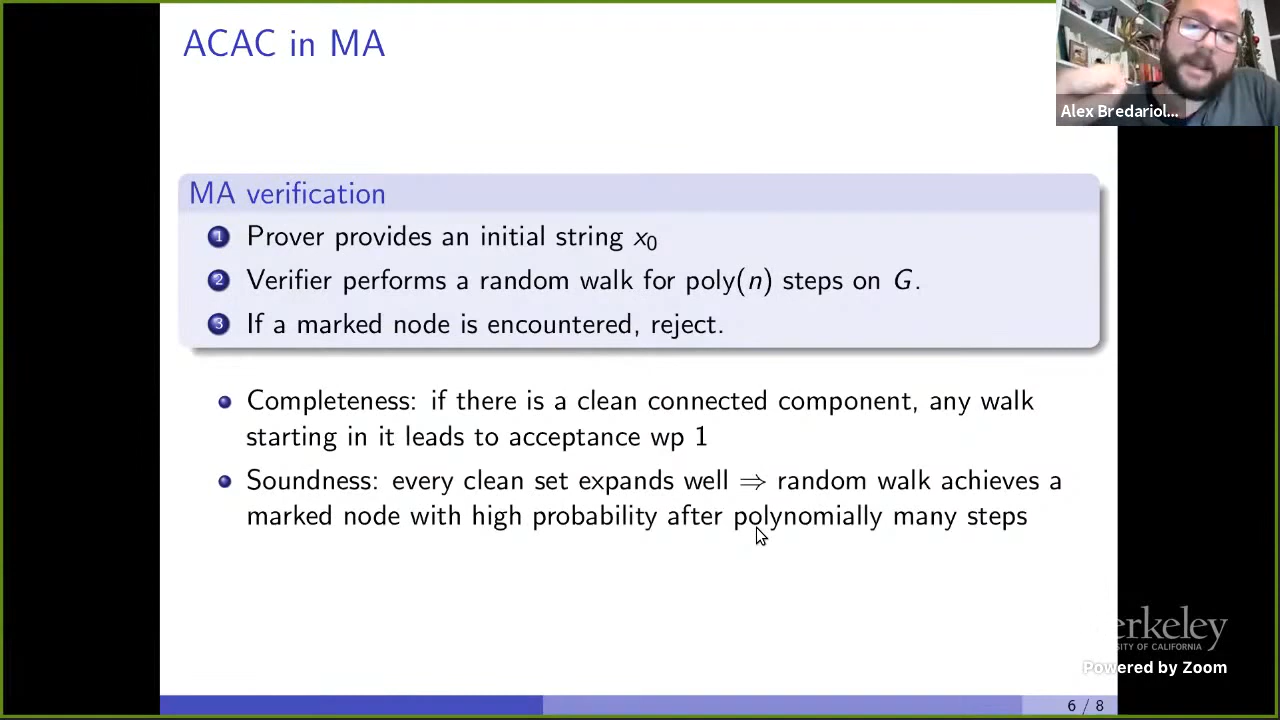 ACAC in MA
Alex Bredariol...
MA verification
1 Prover provides an initial string x₀
2 Verifier performs a random walk for poly(n) steps on G.
3 If a marked node is encountered, reject.
Completeness: if there is a clean connected component, any walk
starting in it leads to acceptance wp 1
Soundness: every clean set expands well ⇒ random walk achieves a
marked node with high probability after polynomially many steps
erkeley
SITY OF CALIFORNIA
Powered by Zoom
6 / 8